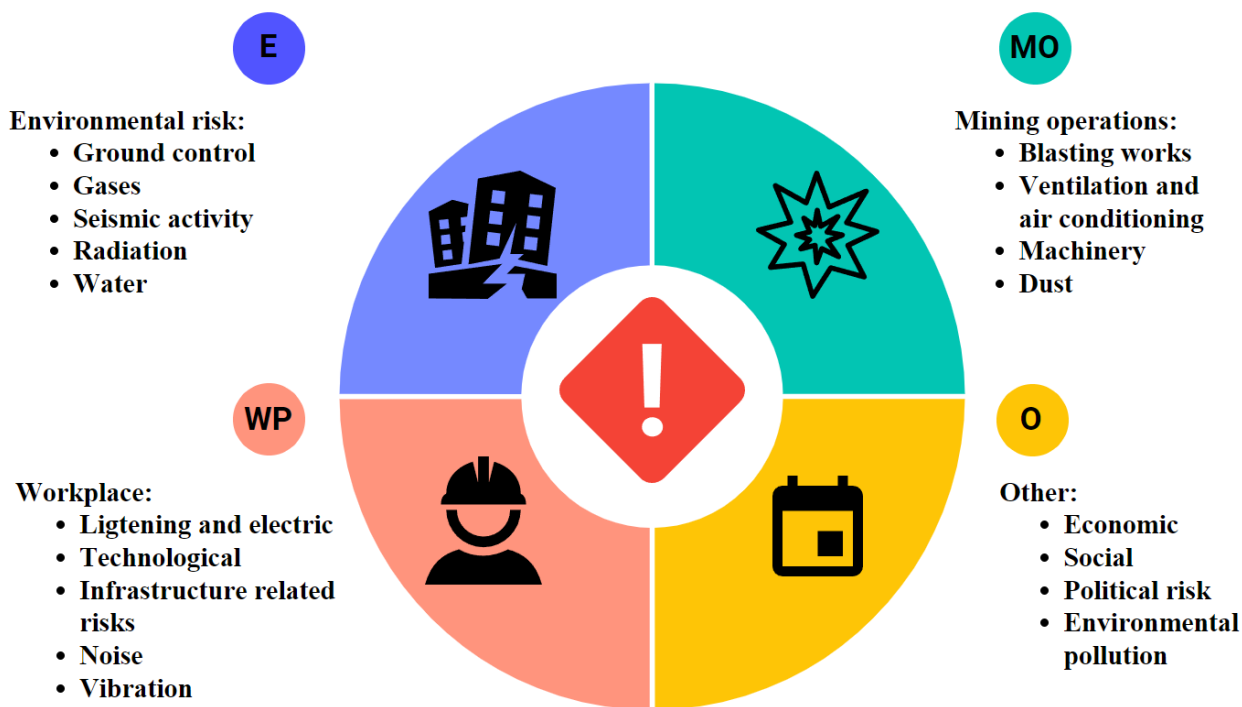 E
Environmental risk:
• Ground control
• Gases
• Seismic activity
• Radiation
• Water
MO
Mining operations:
• Blasting works
• Ventilation and
air conditioning
• Machinery
• Dust
WP
Workplace:
• Ligtening and electric
• Technological
• Infrastructure related
risks
• Noise
• Vibration
O
Other:
• Economic
• Social
• Political risk
• Environmental
pollution
!